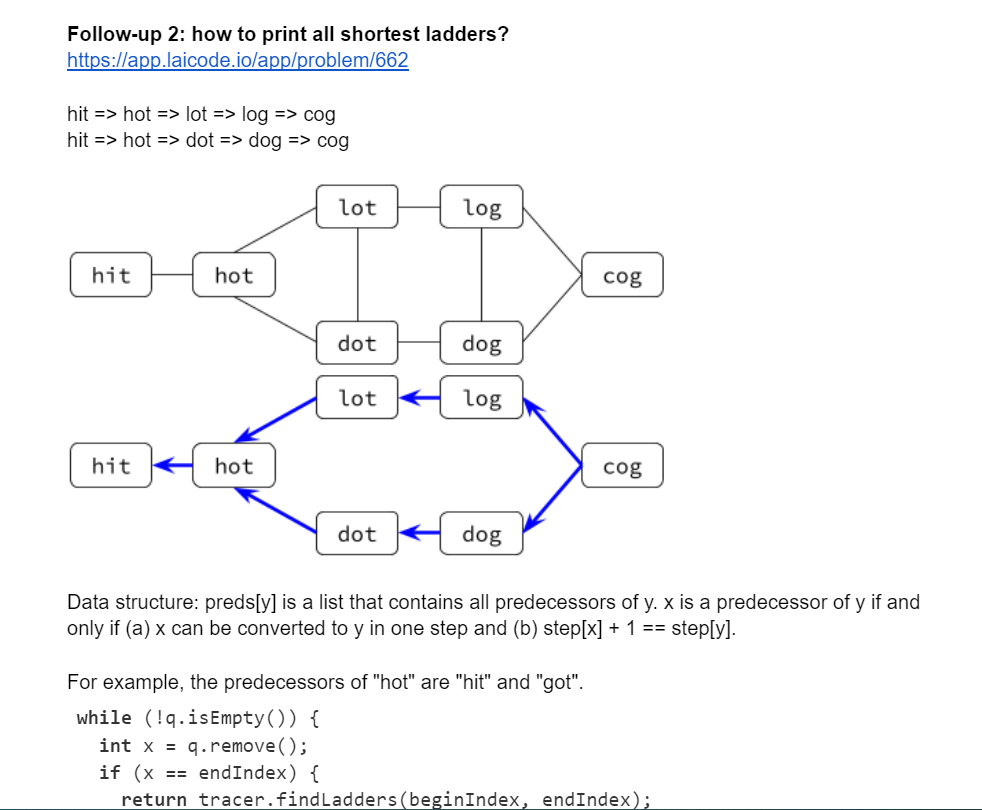 Follow-up 2: how to print all shortest ladders?
https://app.laicode.io/app/problem/662
hit => hot => lot => log => cog
hit => hot => dot => dog => cog
lot log
hit hot cog
dot dog
lot log
hit hot cog
dot dog
Data structure: preds[y] is a list that contains all predecessors of y. x is a predecessor of y if and
only if (a) x can be converted to y in one step and (b) step[x] + 1 == step[y].
For example, the predecessors of "hot" are "hit" and "got".
while (!q.isEmpty()) {
int x = q.remove();
if (x == endIndex) {
return tracer.findLadders(beginIndex, endIndex);